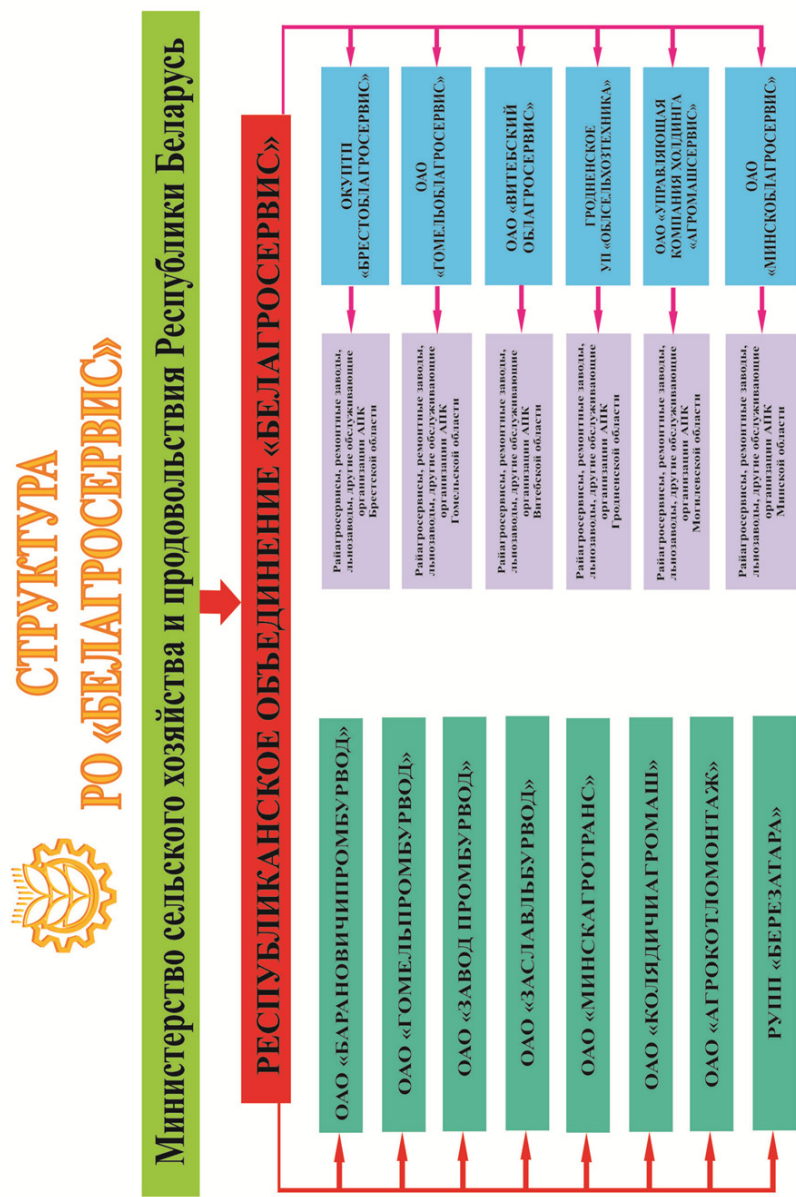 СТРУКТУРА
РО «БЕЛАГРОСЕРВИС»
Министерство сельского хозяйства и продовольствия Республики Беларусь
РЕСПУБЛИКАНСКОЕ ОБЪЕДИНЕНИЕ «БЕЛАГРОСЕРВИС»
ОАО «БАРАНОВИЧИПРОМБУРВОД»
ОАО «ГОМЕЛЬПРОМБУРВОД»
ОАО «ЗАВОД ПРОМБУРВОД»
ОАО «ЗАСЛАВЛЬБУРВОД»
ОАО «МИНСКАГРОТРАНС»
ОАО «КОЛЯДИЧИАГРОМАШ»
ОАО «АГРОКОТЛОМОНТАЖ»
РУПП «БЕРЕЗАТАРА»
Райагросервисы, ремонтные заводы,
льнозаводы, другие обслуживающие
организации АПК
Брестской области
Райагросервисы, ремонтные заводы,
льнозаводы, другие обслуживающие
организации АПК
Гомельской области
Райагросервисы, ремонтные заводы,
льнозаводы, другие обслуживающие
организации АПК
Витебской области
Райагросервисы, ремонтные заводы,
льнозаводы, другие обслуживающие
организации АПК
Гродненской области
Райагросервисы, ремонтные заводы,
льнозаводы, другие обслуживающие
организации АПК
Могилевской области
Райагросервисы, ремонтные заводы,
льнозаводы, другие обслуживающие
организации АПК
Минской области
ОКУПТП
«БРЕСТОБЛАГРОСЕРВИС»
ОАО
«ГОМЕЛЬОБЛАГРОСЕРВИС»
ОАО «ВИТЕБСКИЙ
ОБЛАГРОСЕРВИС»
ГРОДНЕНСКОЕ
УП «ОБЛСЕЛЬХОЗТЕХНИКА»
ОАО «УПРАВЛЯЮЩАЯ
КОМПАНИЯ ХОЛДИНГА
«АГРОМАШСЕРВИС»
ОАО
«МИНСКОБЛАГРОСЕРВИС»